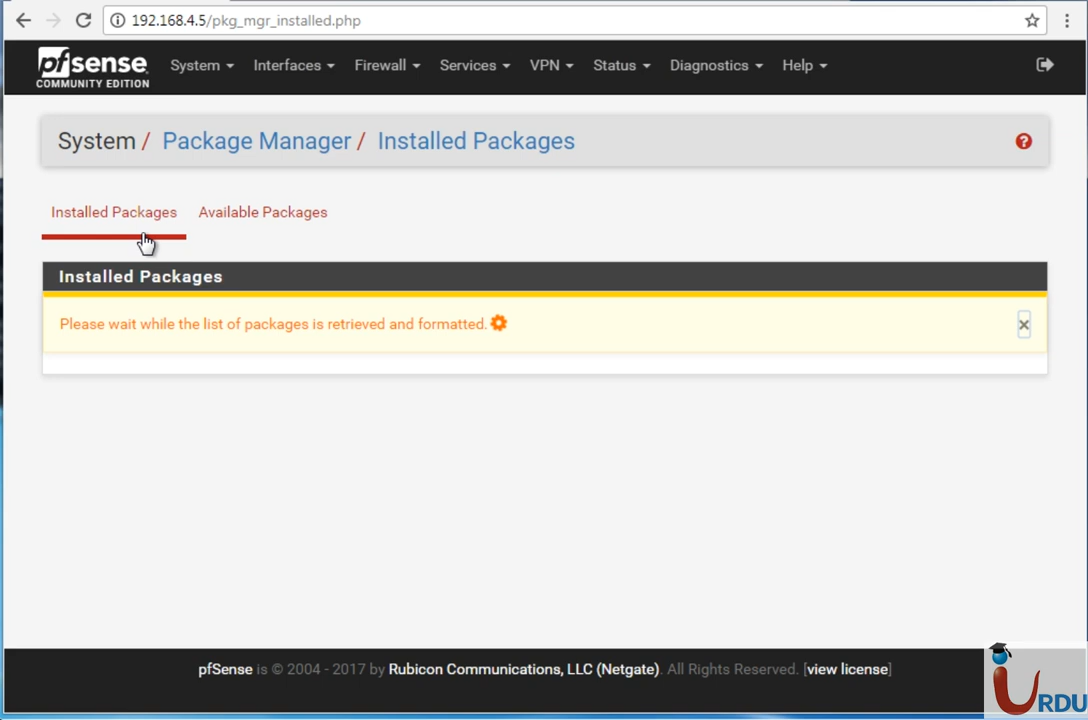 192.168.4.5/pkg_mgr_installed.php
pfsense
COMMUNITY EDITION
System Interfaces Firewall Services VPN Status Diagnostics Help
System / Package Manager / Installed Packages
Installed Packages Available Packages
Installed Packages
Please wait while the list of packages is retrieved and formatted.
pfSense is © 2004 - 2017 by Rubicon Communications, LLC (Netgate). All Rights Reserved. [view license]
iURDU